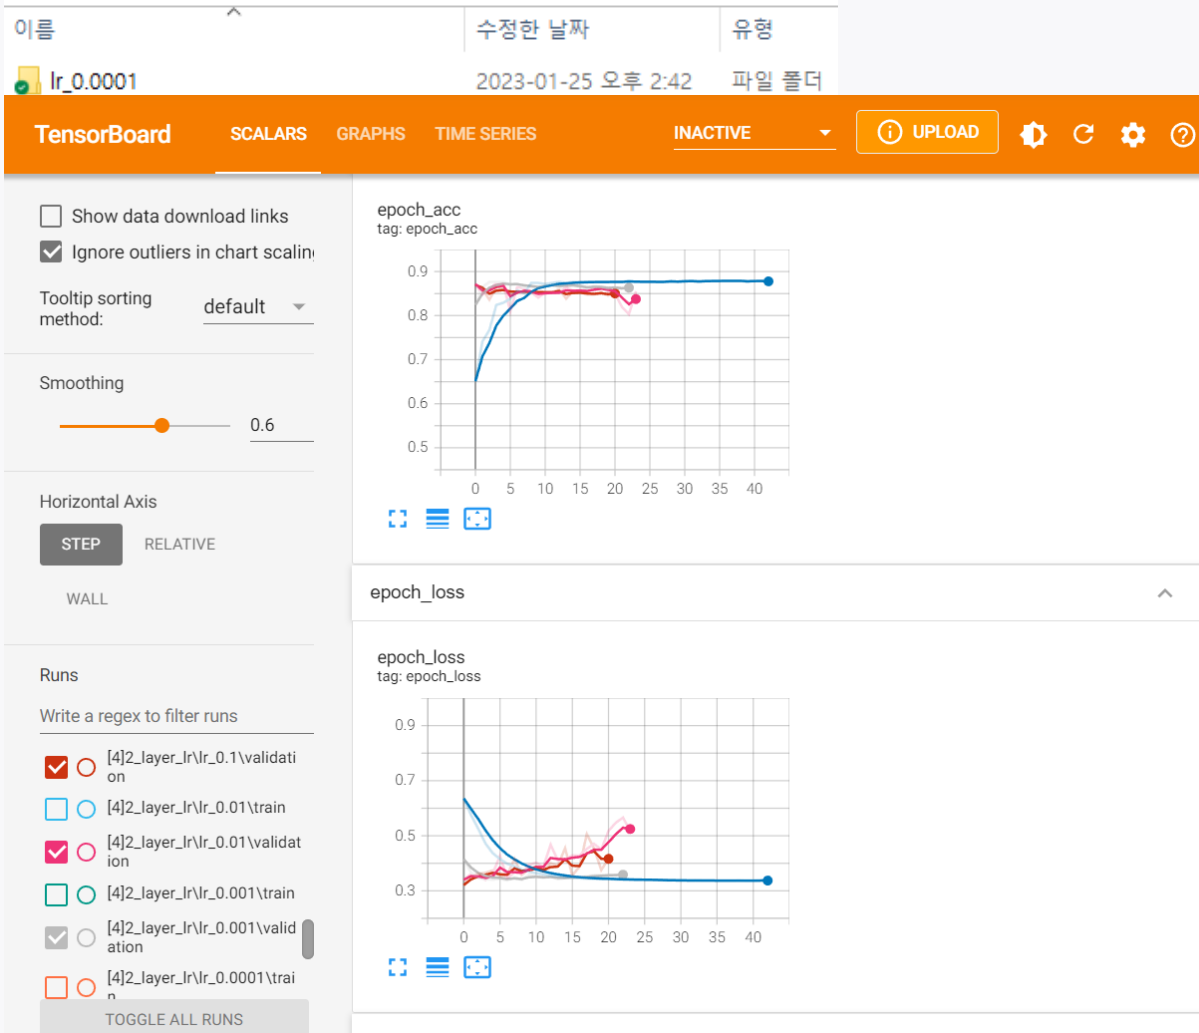 이름 수정한 날짜 유형
lr_0.0001 2023-01-25 오후 2:42 파일 폴더
TensorBoard SCALARS GRAPHS TIME SERIES INACTIVE UPLOAD
Show data download links
Ignore outliers in chart scaling
Tooltip sorting
method:
default
Smoothing
0.6
Horizontal Axis
STEP RELATIVE
WALL
Runs
Write a regex to filter runs
[4]2_layer_lr\lr_0.1\validati
on
[4]2_layer_lr\lr_0.01\train
[4]2_layer_lr\lr_0.01\validat
ion
[4]2_layer_lr\lr_0.001\train
[4]2_layer_lr\lr_0.001\valid
ation
[4]2_layer_lr\lr_0.0001\trai
n
TOGGLE ALL RUNS
epoch_acc
tag: epoch_acc
0.9
0.8
0.7
0.6
0.5
0 5 10 15 20 25 30 35 40
epoch_loss
epoch_loss
tag: epoch_loss
0.9
0.7
0.5
0.3
0 5 10 15 20 25 30 35 40